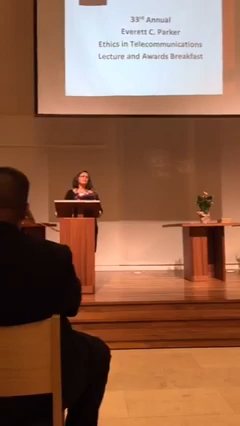 33rd Annual
Everett C. Parker
Ethics in Telecommunications
Lecture and Awards Breakfast